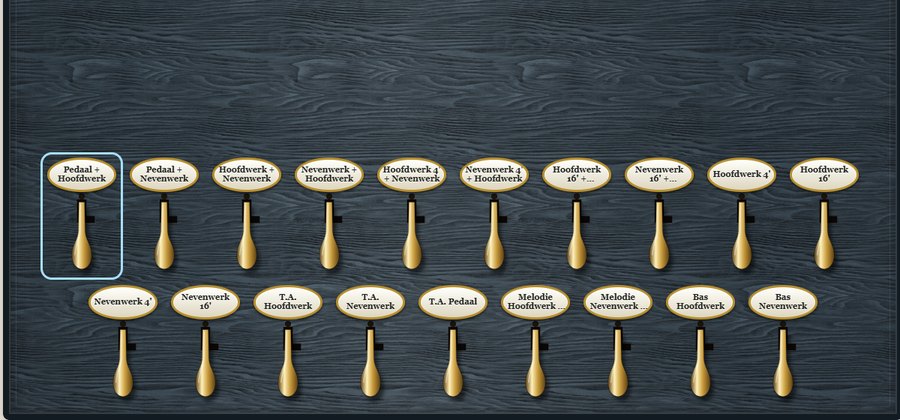 Pedaal +
Hoofdwerk
Pedaal +
Nevenwerk
Hoofdwerk +
Nevenwerk
Nevenwerk +
Hoofdwerk
Hoofdwerk 4
+ Nevenwerk
Nevenwerk 4
+ Hoofdwerk
Hoofdwerk
16' +...
Nevenwerk
16' +...
Hoofdwerk 4'
Hoofdwerk
16'
Nevenwerk 4'
Nevenwerk
16'
T.A.
Hoofdwerk
T.A.
Nevenwerk
T.A. Pedaal
Melodie
Hoofdwerk ...
Melodie
Nevenwerk ...
Bas
Hoofdwerk
Bas
Nevenwerk